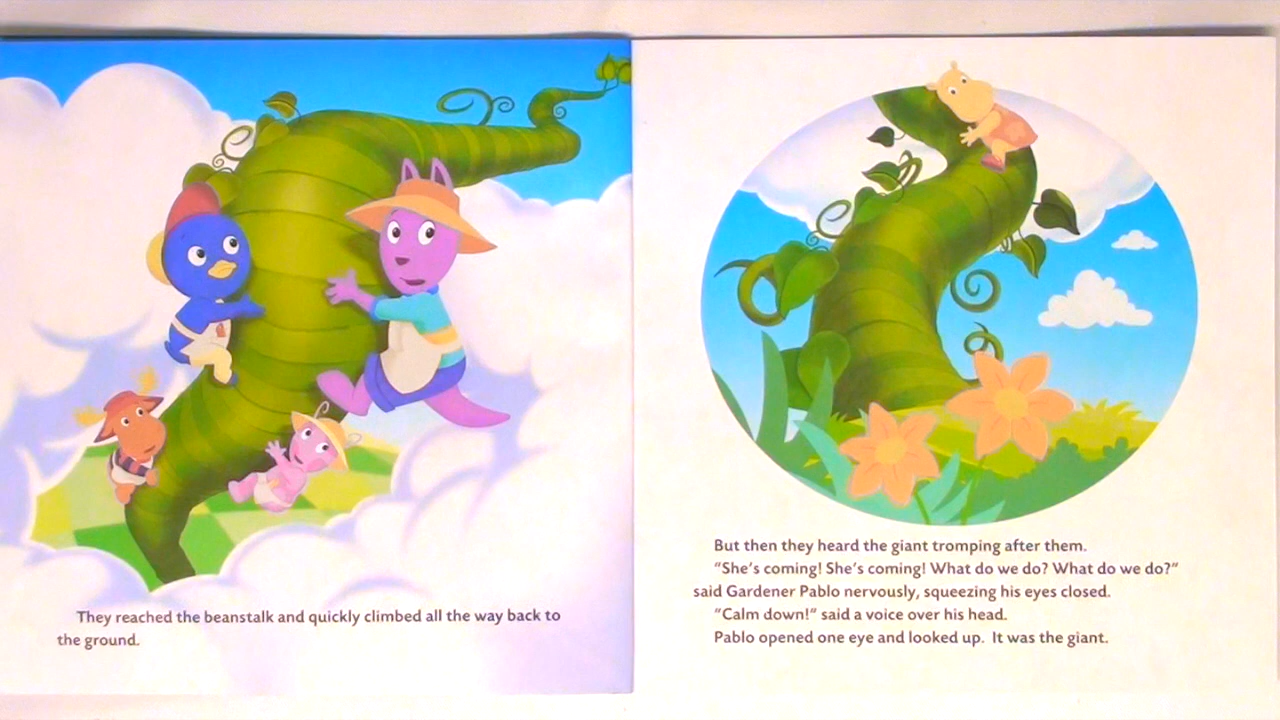 They reached the beanstalk and quickly climbed all the way back to
the ground.
But then they heard the giant tromping after them.
“She’s coming! She’s coming! What do we do? What do we do?”
said Gardener Pablo nervously, squeezing his eyes closed.
“Calm down!” said a voice over his head.
Pablo opened one eye and looked up. It was the giant.